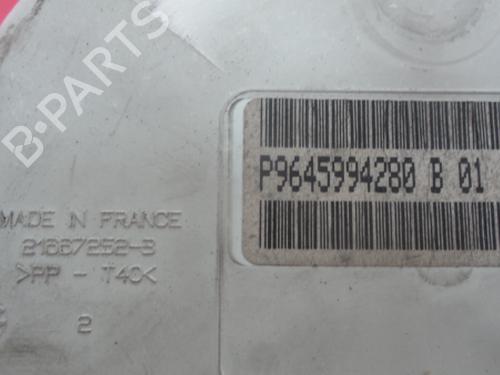 B-PARTS
P9645994280 B 01
MADE IN FRANCE
21667252-B
>PP - T40<
2